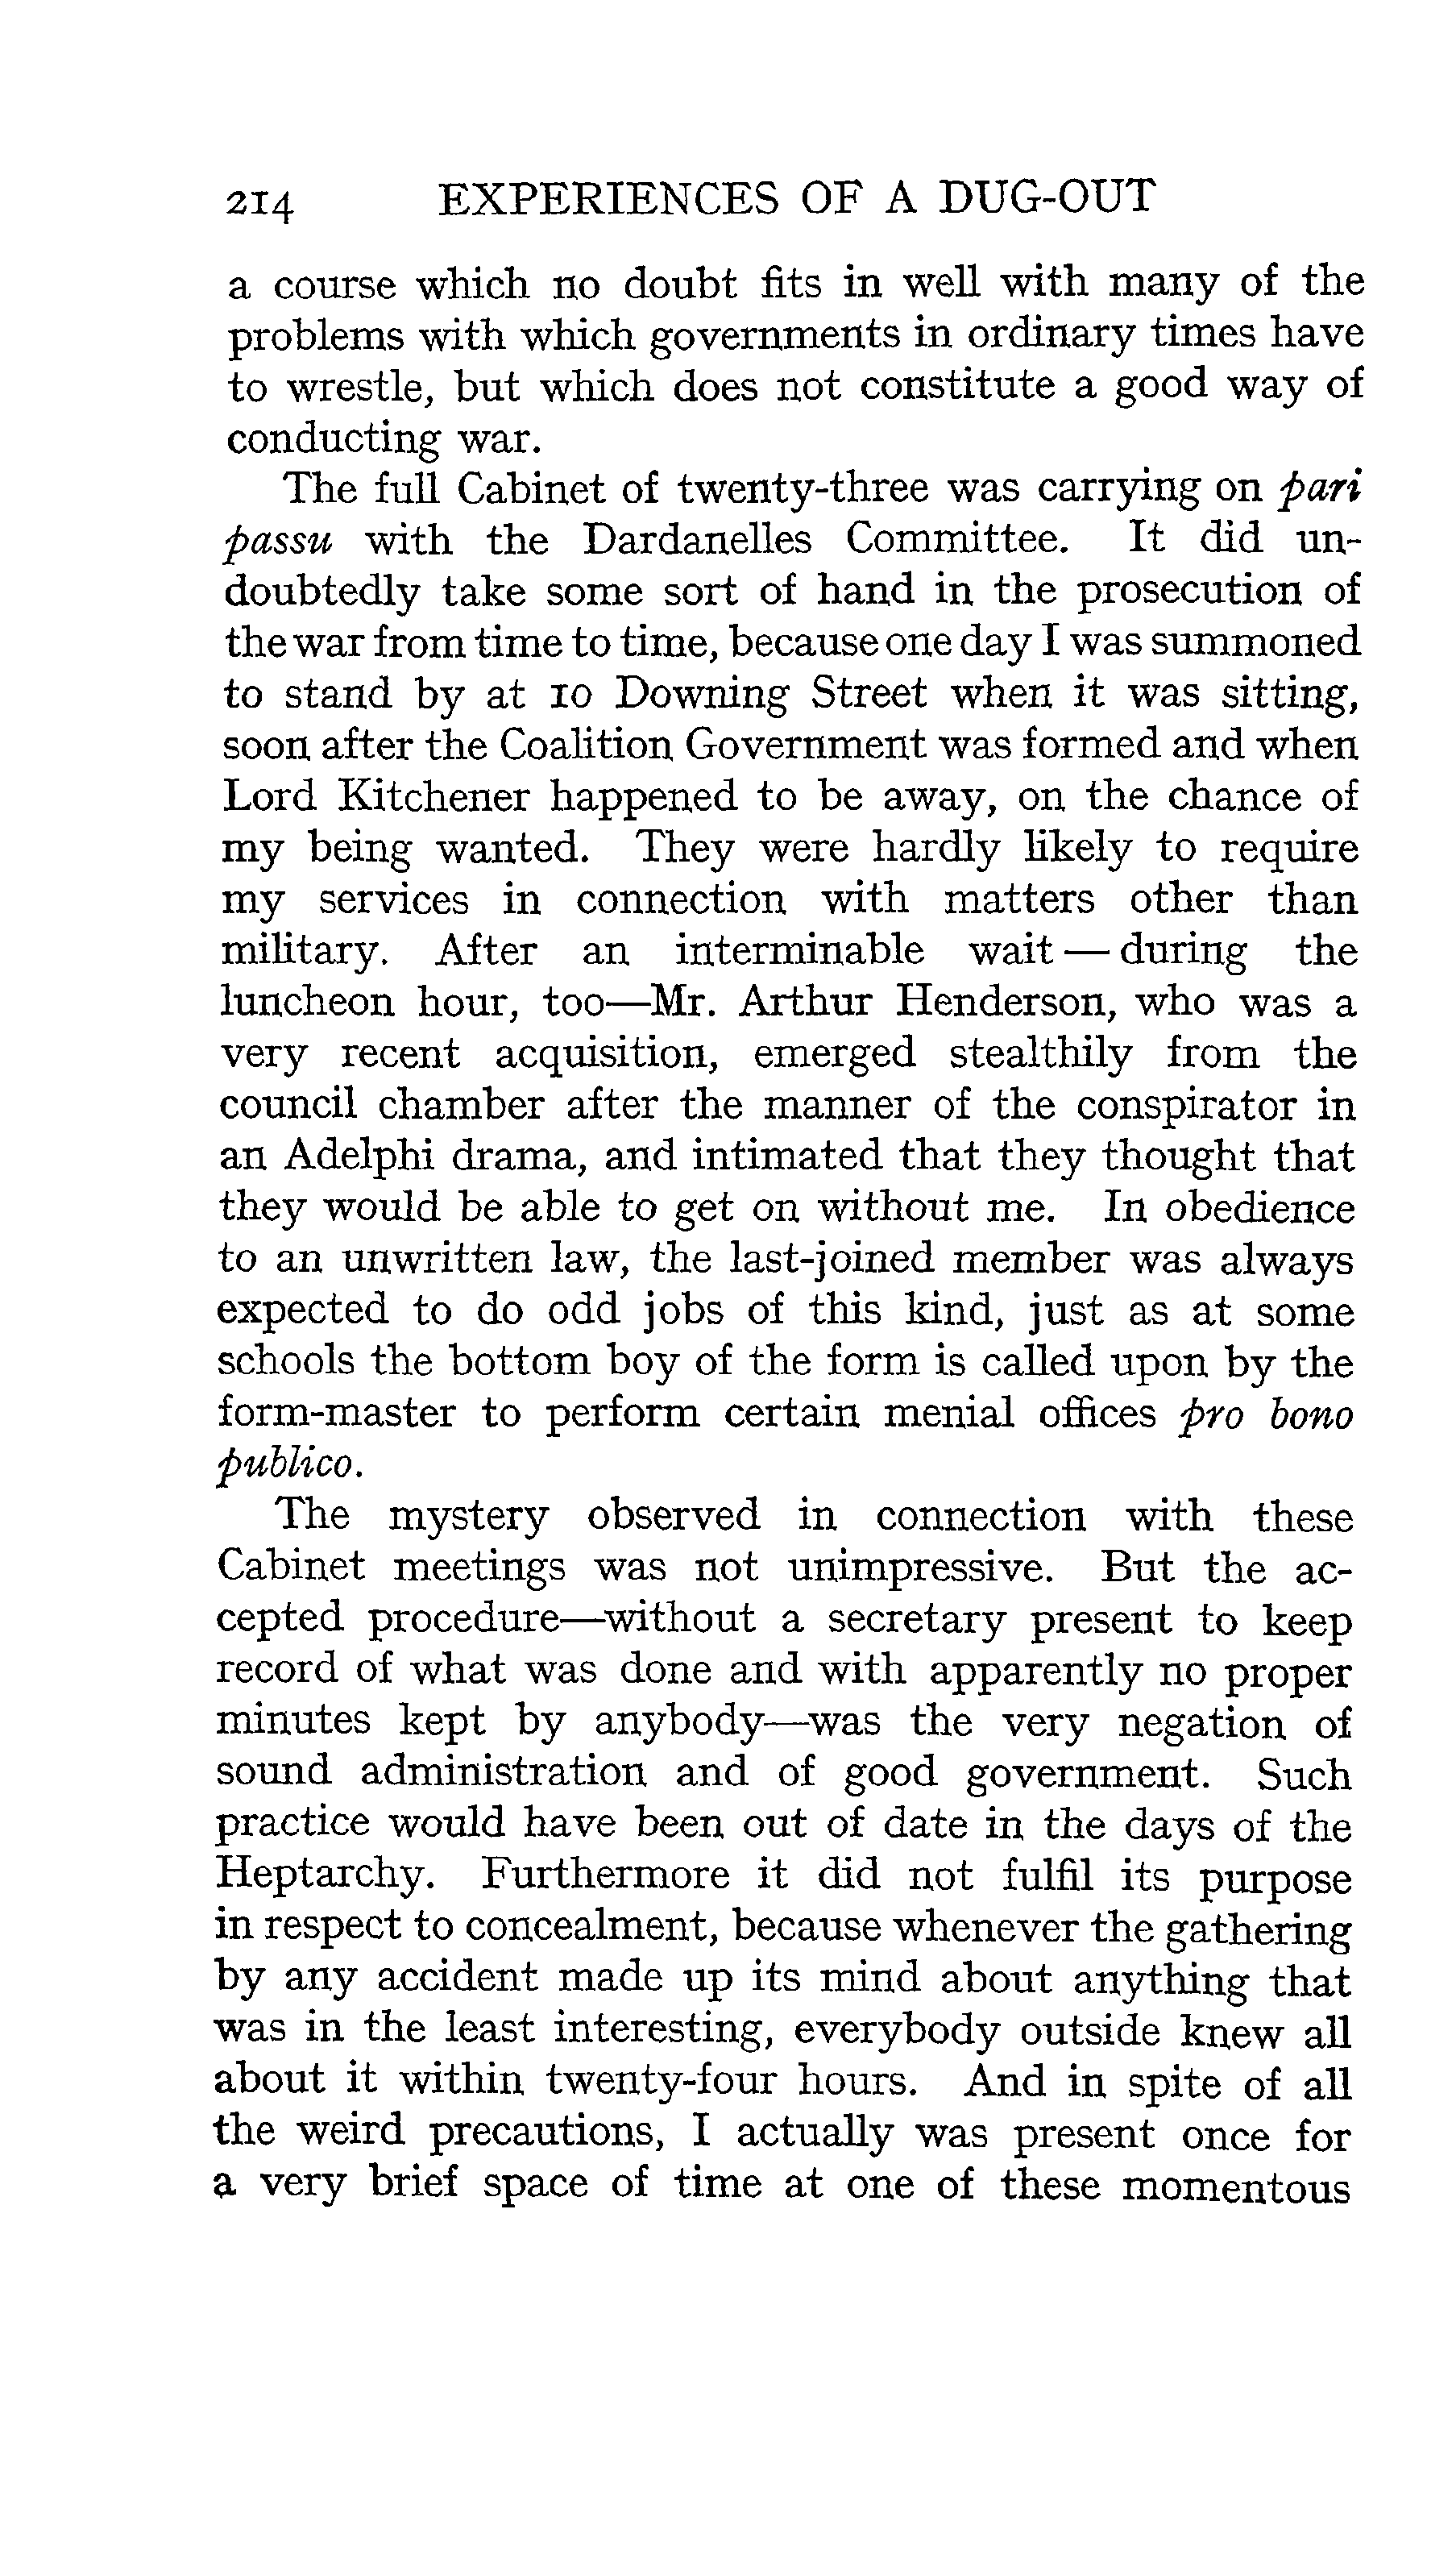 214 EXPERIENCES OF A DUG-OUT
a course which no doubt fits in well with many of the
problems with which governments in ordinary times have
to wrestle, but which does not constitute a good way of
conducting war.
The full Cabinet of twenty-three was carrying on pari
passu with the Dardanelles Committee. It did un-
doubtedly take some sort of hand in the prosecution of
the war from time to time, because one day I was summoned
to stand by at 10 Downing Street when it was sitting,
soon after the Coalition Government was formed and when
Lord Kitchener happened to be away, on the chance of
my being wanted. They were hardly likely to require
my services in connection with matters other than
military. After an interminable wait — during the
luncheon hour, too—Mr. Arthur Henderson, who was a
very recent acquisition, emerged stealthily from the
council chamber after the manner of the conspirator in
an Adelphi drama, and intimated that they thought that
they would be able to get on without me. In obedience
to an unwritten law, the last-joined member was always
expected to do odd jobs of this kind, just as at some
schools the bottom boy of the form is called upon by the
form-master to perform certain menial offices pro bono
publico.
The mystery observed in connection with these
Cabinet meetings was not unimpressive. But the ac-
cepted procedure—without a secretary present to keep
record of what was done and with apparently no proper
minutes kept by anybody—was the very negation of
sound administration and of good government. Such
practice would have been out of date in the days of the
Heptarchy. Furthermore it did not fulfil its purpose
in respect to concealment, because whenever the gathering
by any accident made up its mind about anything that
was in the least interesting, everybody outside knew all
about it within twenty-four hours. And in spite of all
the weird precautions, I actually was present once for
a very brief space of time at one of these momentous